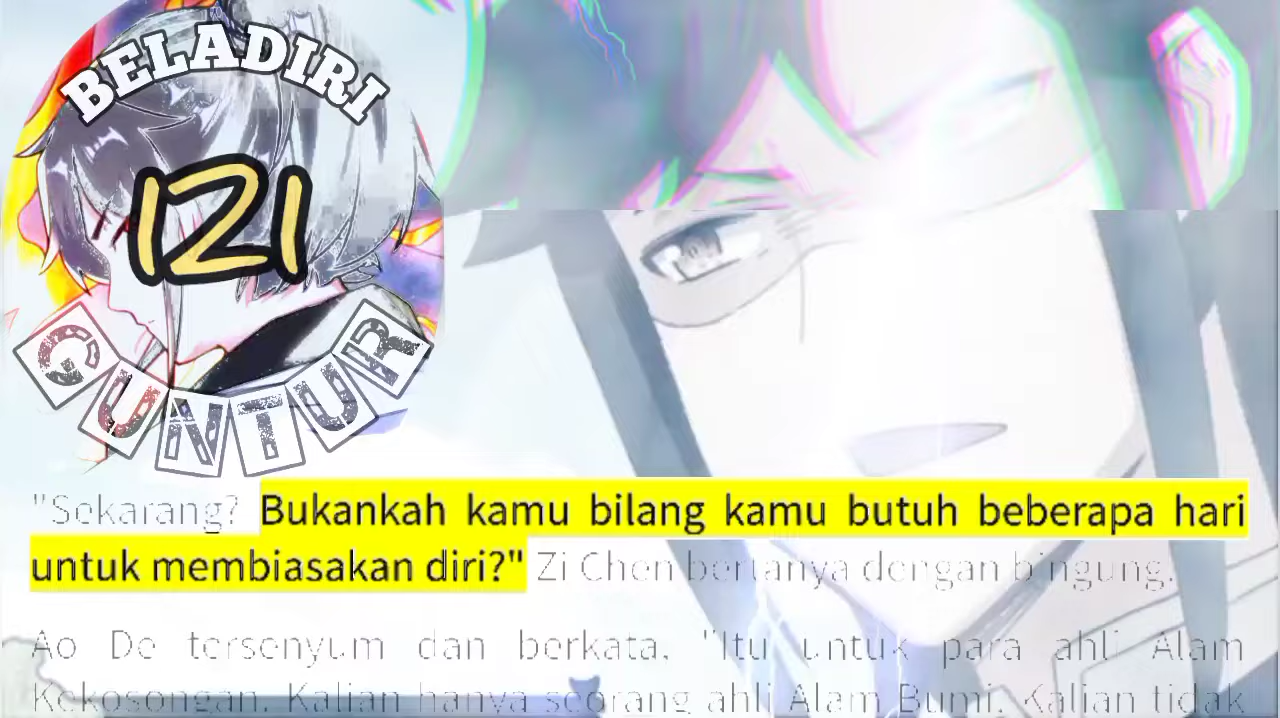 BELADIRI
121
GUNTUR
"Sekarang? Bukankah kamu bilang kamu butuh beberapa hari
untuk membiasakan diri?" Zi Chen bertanya dengan bingung.
Ao De tersenyum dan berkata, "Itu untuk para ahli Alam
Kekosongan. Kalian hanya seorang ahli Alam Bumi. Kalian tidak